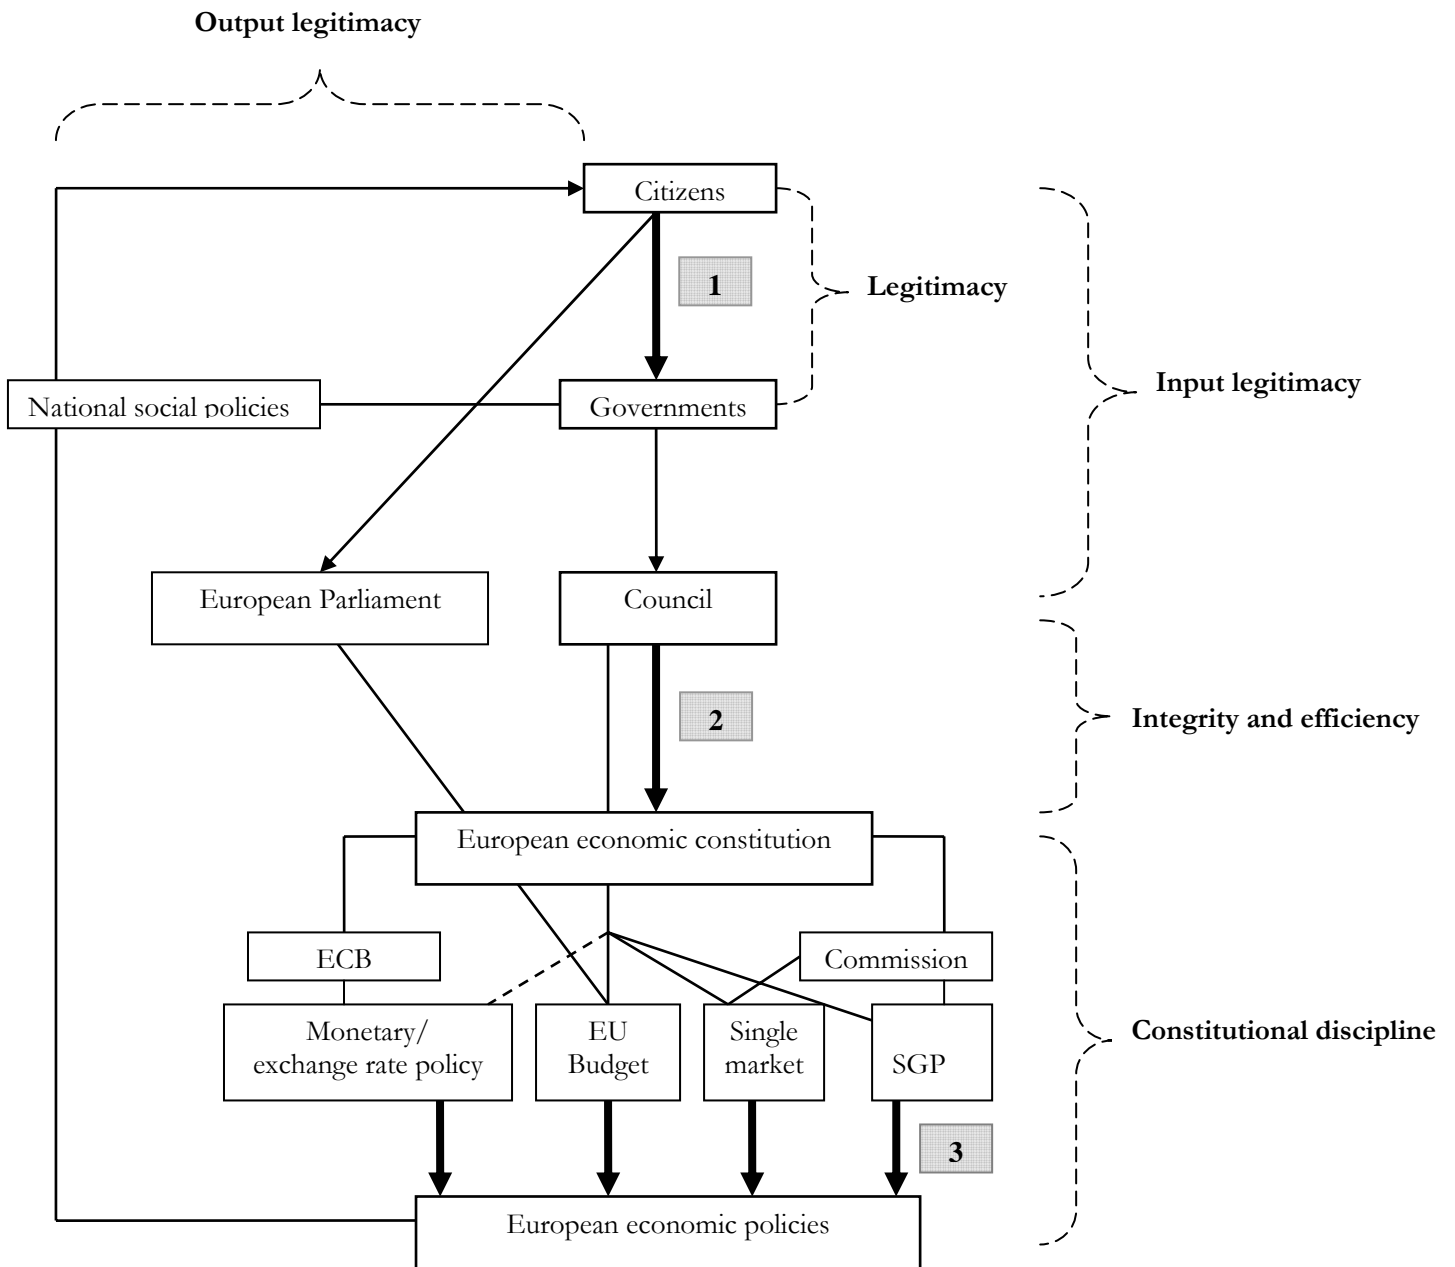 Output legitimacy
Citizens
1
Legitimacy
Input legitimacy
National social policies
Governments
European Parliament
Council
2
Integrity and efficiency
European economic constitution
ECB
Commission
Monetary/
exchange rate policy
EU
Budget
Single
market
SGP
Constitutional discipline
3
European economic policies